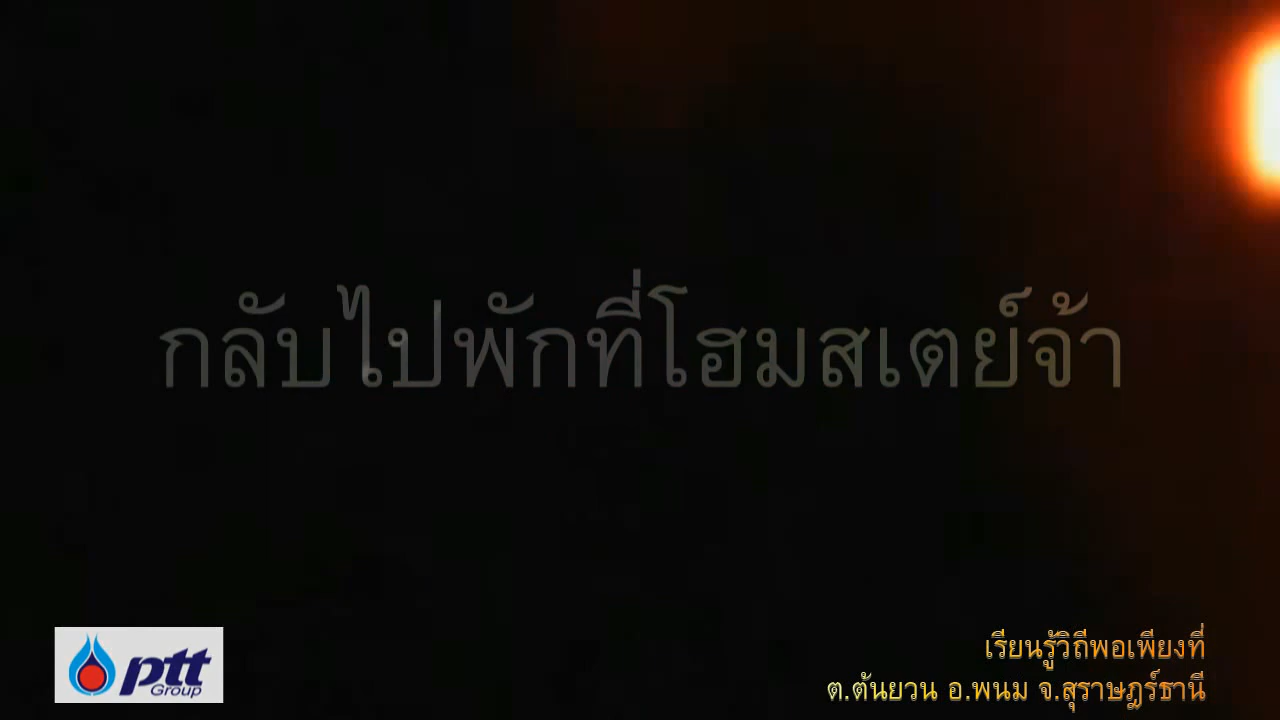 กลับไปพักที่โฮมสเตย์จ้า
ptt
Group
เรียนรู้วิถีพอเพียงที่
ต.ต้นยวน อ.พนม จ.สุราษฎร์ธานี